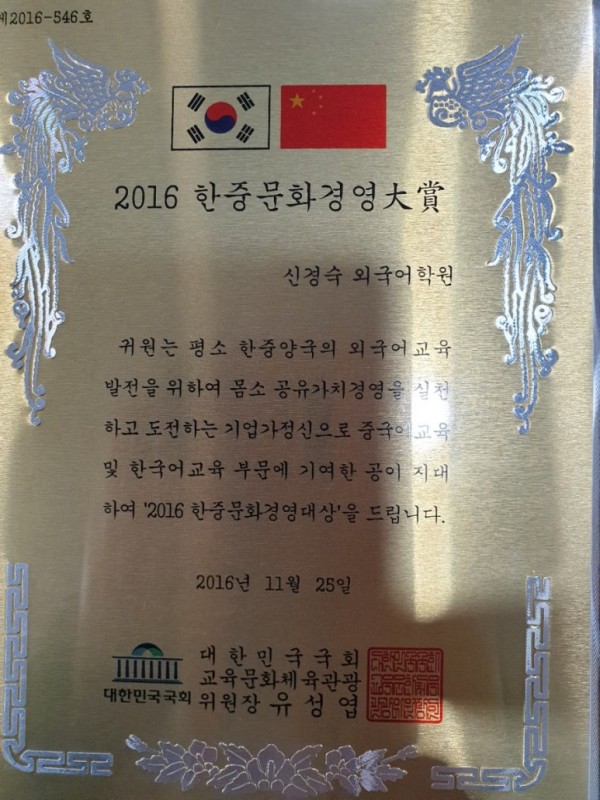 제2016-546호
2016 한중문화경영大賞
신경숙 외국어학원
귀원는 평소 한중양국의 외국어교육
발전을 위하여 몸소 공유가치경영을 실천
하고 도전하는 기업가정신으로 중국어교육
및 한국어교육 부문에 기여한 공이 지대
하여 '2016 한중문화경영대상'을 드립니다.
2016년 11월 25일
대한민국국회
대한민국국회
교육문화체육관광
위원장 유성엽